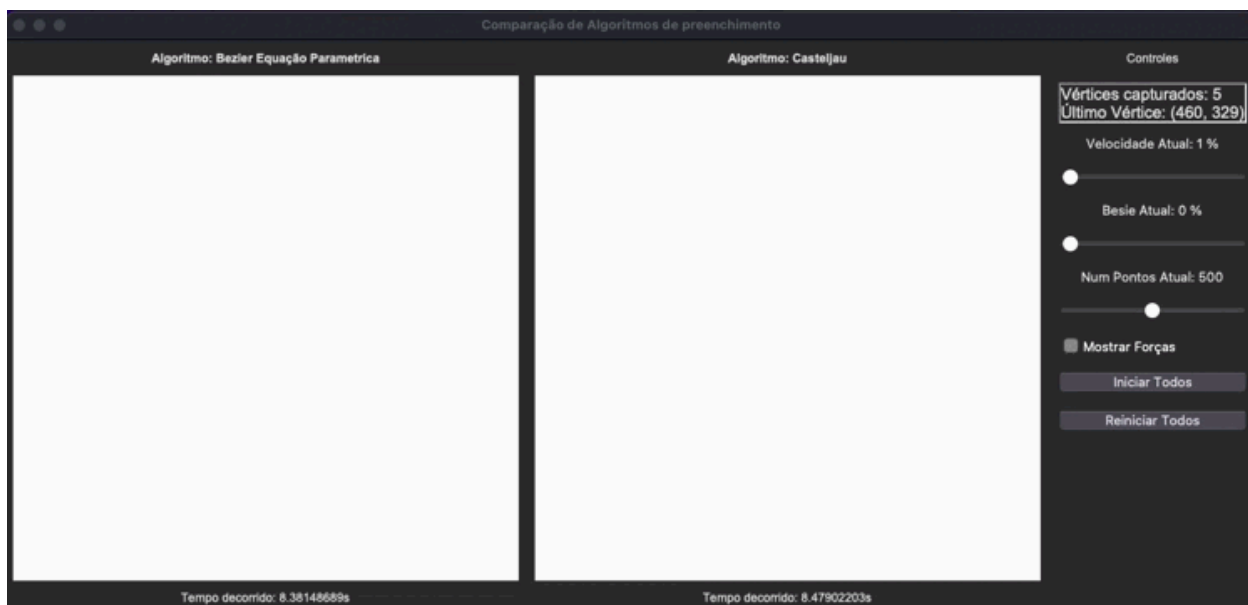 Comparação de Algoritmos de preenchimento
Algoritmo: Bezier Equação Parametrica
Algoritmo: Casteljau
Controles
Vértices capturados: 5
Último Vértice: (460, 329)
Velocidade Atual: 1 %
Besie Atual: 0 %
Num Pontos Atual: 500
Mostrar Forças
Iniciar Todos
Reiniciar Todos
Tempo decorrido: 8.38148689s
Tempo decorrido: 8.47902203s